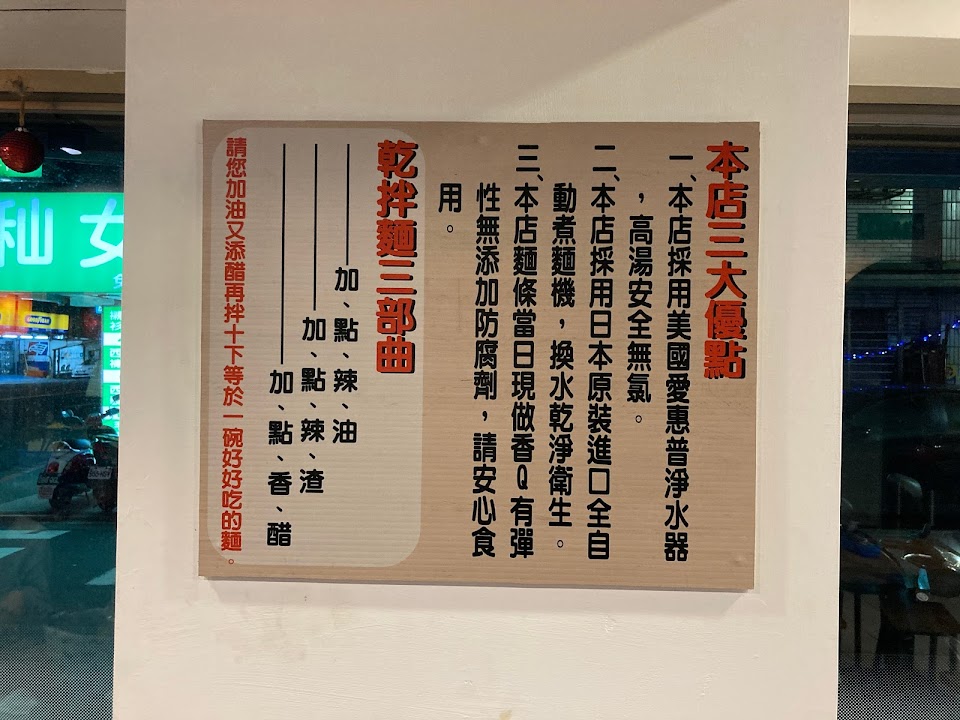 本店三大優點
一、本店採用美國愛惠普淨水器
，高湯安全無氯。
二、本店採用日本原裝進口全自
動煮麵機，換水乾淨衛生。
三、本店麵條當日現做香Q有彈
性無添加防腐劑，請安心食
用。
乾拌麵三部曲
———加、點、辣、油
————加、點、辣、渣
—————加、點、香、醋
請您加油又添醋再拌十下等於一碗好好吃的麵。